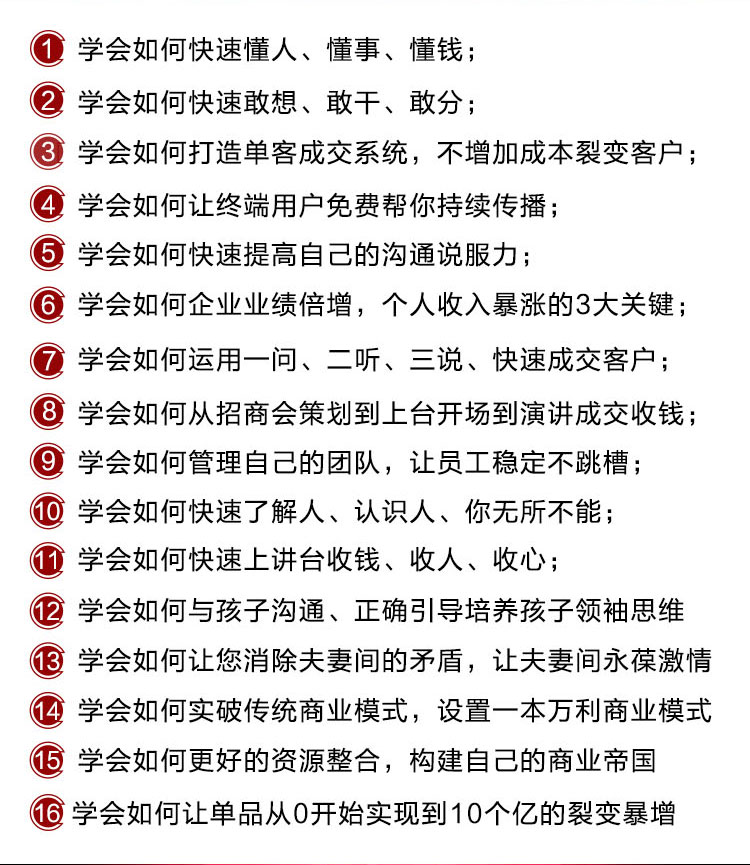 1 学会如何快速懂人、懂事、懂钱；
2 学会如何快速敢想、敢干、敢分；
3 学会如何打造单客成交系统，不增加成本裂变客户；
4 学会如何让终端用户免费帮你持续传播；
5 学会如何快速提高自己的沟通说服力；
6 学会如何企业业绩倍增，个人收入暴涨的3大关键；
7 学会如何运用一问、二听、三说、快速成交客户；
8 学会如何从招商会策划到上台开场到演讲成交收钱；
9 学会如何管理自己的团队，让员工稳定不跳槽；
10 学会如何快速了解人、认识人、你无所不能；
11 学会如何快速上讲台收钱、收人、收心；
12 学会如何与孩子沟通、正确引导培养孩子领袖思维
13 学会如何让您消除夫妻间的矛盾，让夫妻间永葆激情
14 学会如何实破传统商业模式，设置一本万利商业模式
15 学会如何更好的资源整合，构建自己的商业帝国
16 学会如何让单品从0开始实现到10个亿的裂变暴增